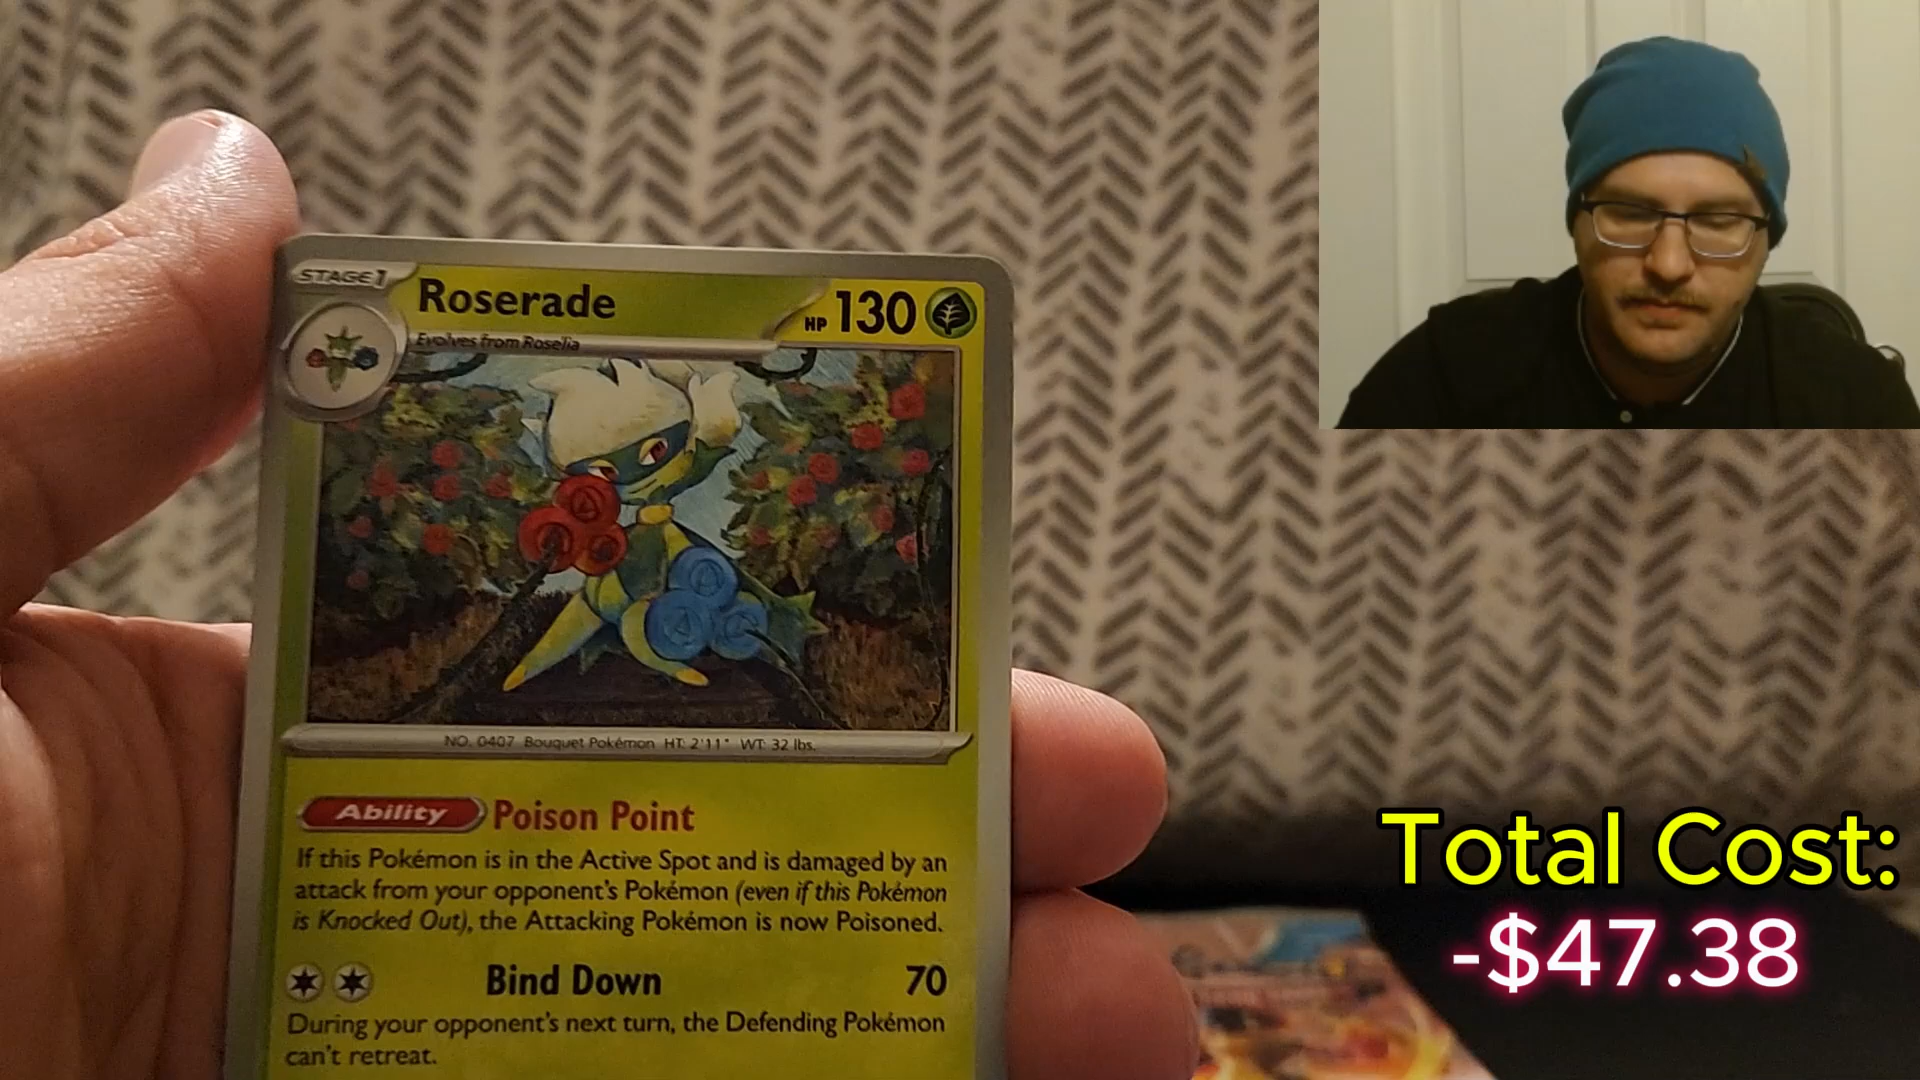 STAGE 1
Roserade
HP 130
Evolves from Roselia
NO. 0407 Bouquet Pokémon HT: 2'11" WT: 32 lbs.
Ability Poison Point
If this Pokémon is in the Active Spot and is damaged by an
attack from your opponent's Pokémon (even if this Pokémon
is Knocked Out), the Attacking Pokémon is now Poisoned.
Bind Down 70
During your opponent's next turn, the Defending Pokémon
can't retreat.
Total Cost:
-$47.38